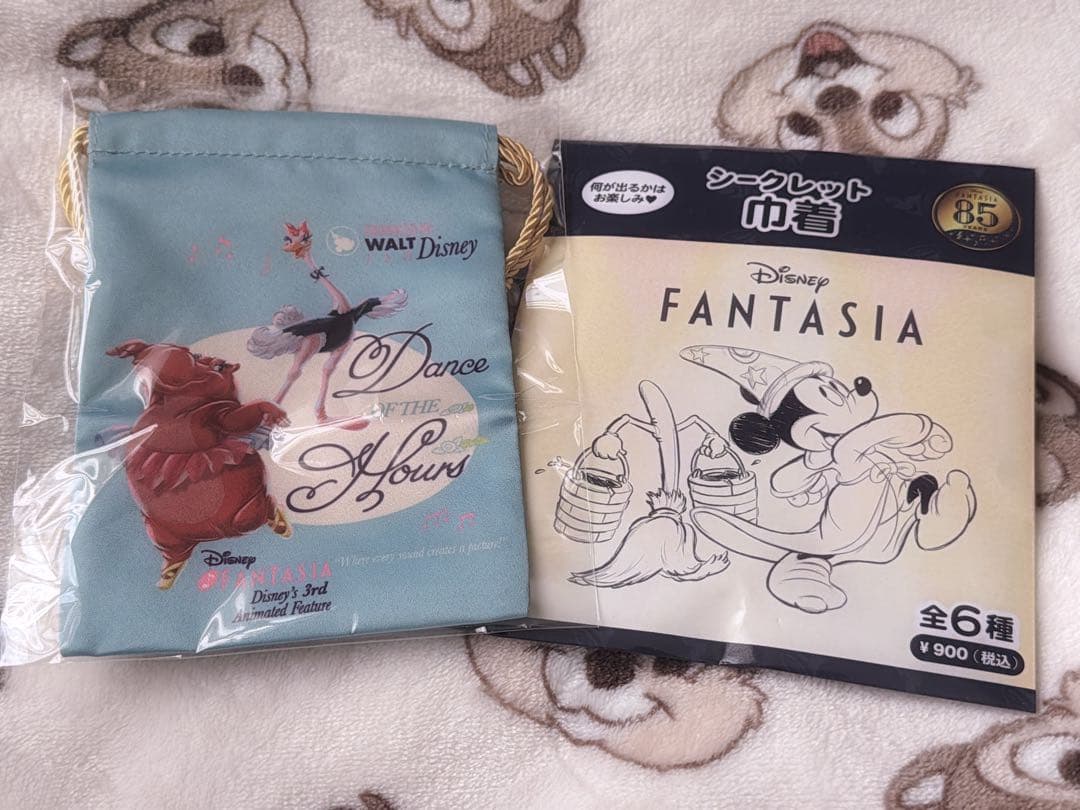 WALT Disney
Dance
OF THE
Hours
"Where every sound creates a picture!"
Disney
FANTASIA
Disney's 3rd
Animated Feature
何が出るかは
お楽しみ♥
シークレット
巾着
FANTASIA
85
YEARS
Disney
FANTASIA
全6種
¥900(税込)